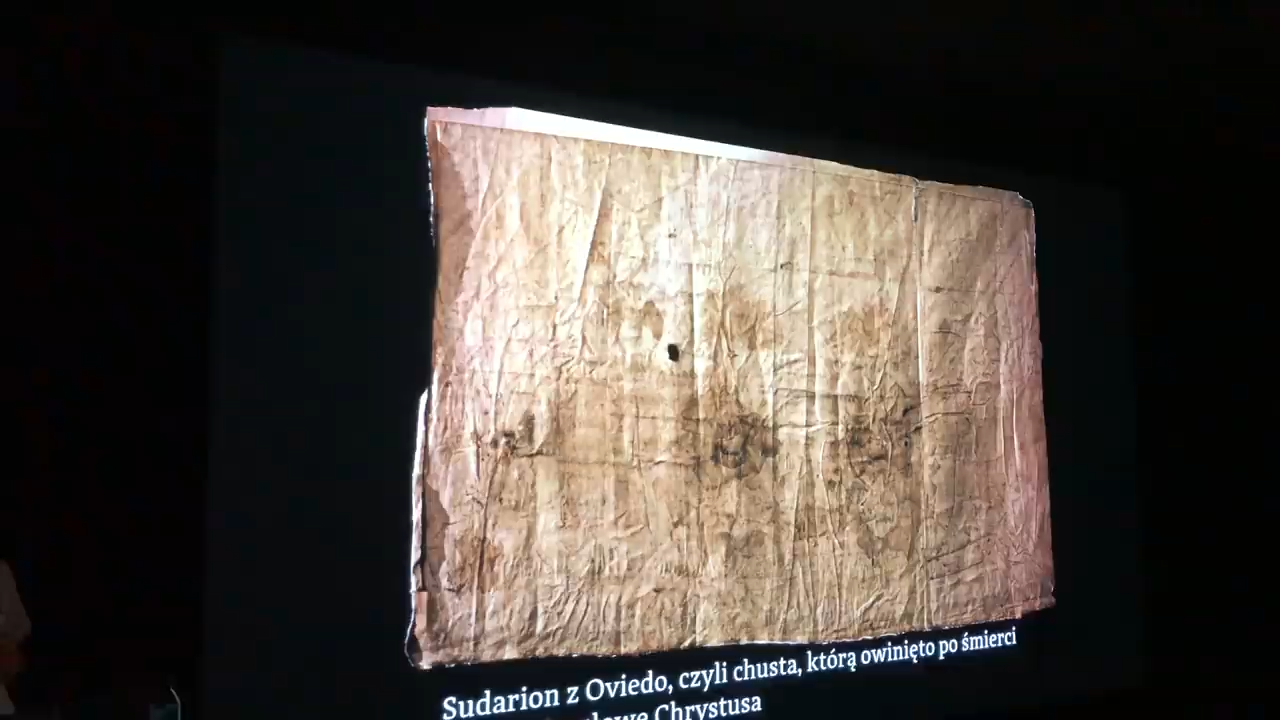 Sudarion z Oviedo, czyli chusta, którą owinięto po śmierci
Chrystusa